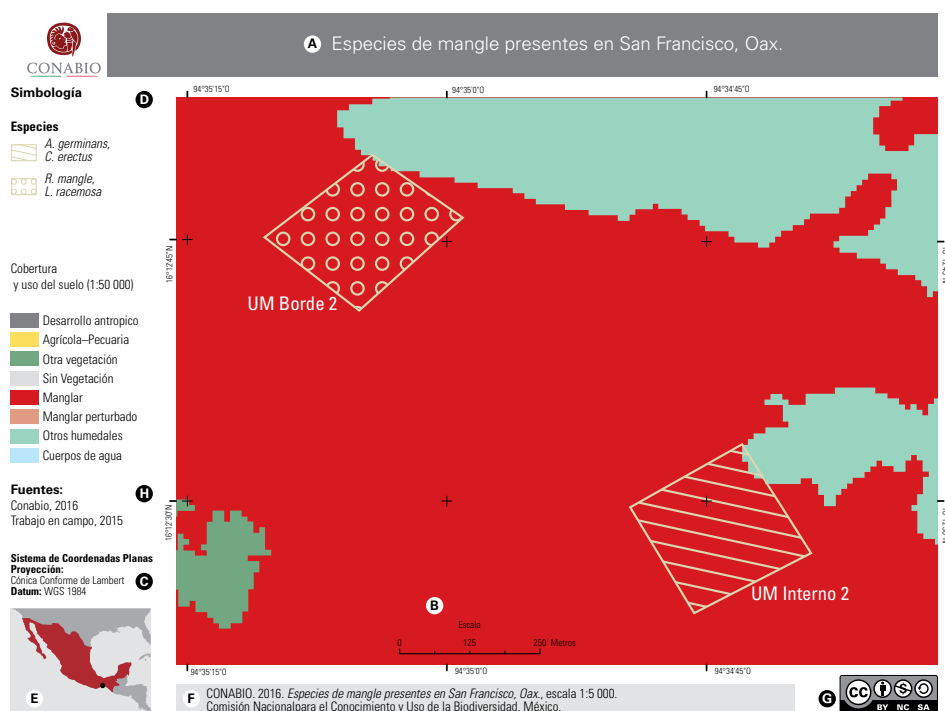 CONABIO
A Especies de mangle presentes en San Francisco, Oax.
Simbología
D
Especies
A. germinans,
C. erectus
R. mangle,
L. racemosa
Cobertura
y uso del suelo (1:50 000)
Desarrollo antropico
Agrícola–Pecuaria
Otra vegetación
Sin Vegetación
Manglar
Manglar perturbado
Otros humedales
Cuerpos de agua
Fuentes:
H
Conabio, 2016
Trabajo en campo, 2015
Sistema de Coordenadas Planas
Proyección:
Cónica Conforme de Lambert
C
Datum: WGS 1984
E
94°35'15"O
94°35'0"O
94°34'45"O
16°12'45"N
16°12'30"N
UM Borde 2
UM Interno 2
B
Escala
0 125 250 Metros
94°35'15"O
94°35'0"O
94°34'45"O
F CONABIO. 2016. Especies de mangle presentes en San Francisco, Oax., escala 1:5 000.
Comisión Nacionalpara el Conocimiento y Uso de la Biodiversidad. México.
G
CC
BY NC SA